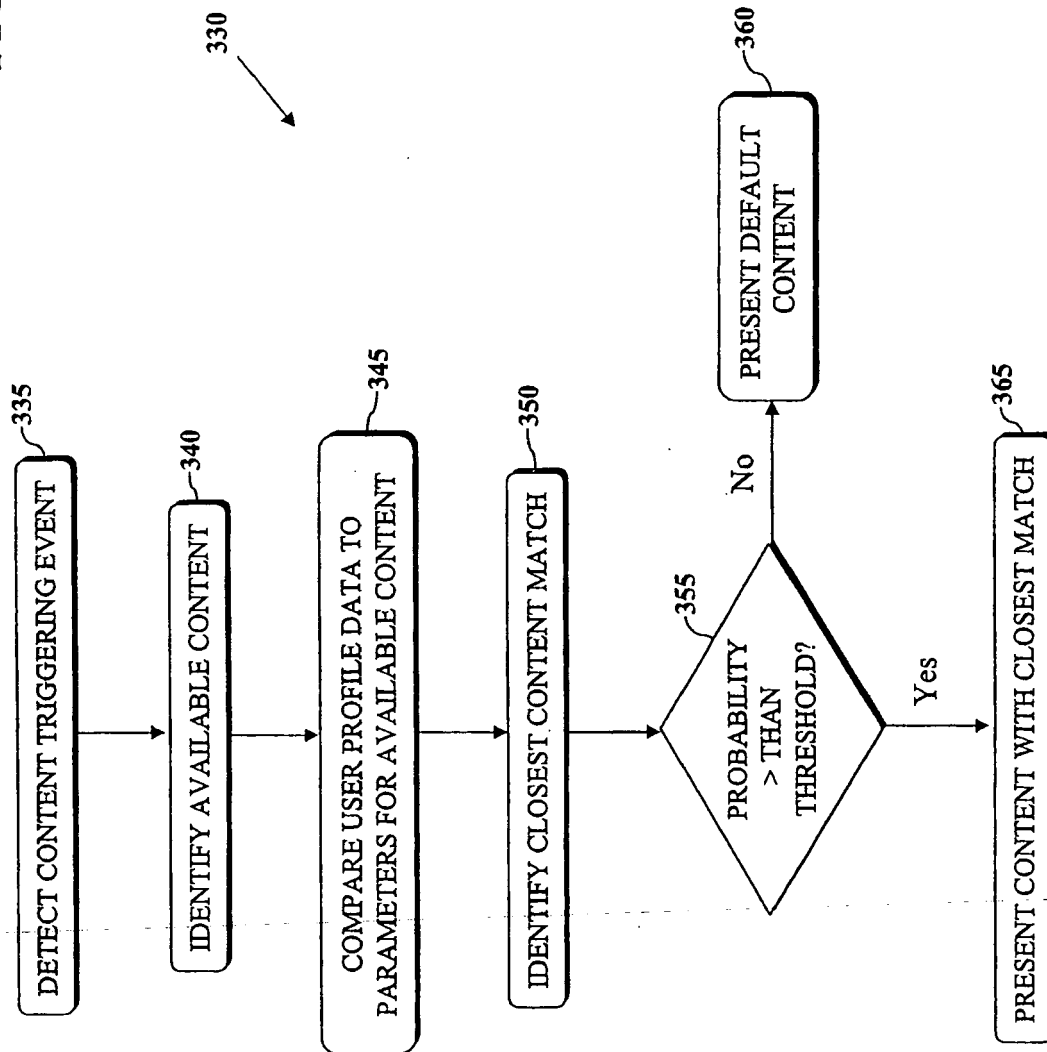 330
335
DETECT CONTENT TRIGGERING EVENT
340
IDENTIFY AVAILABLE CONTENT
345
COMPARE USER PROFILE DATA TO
PARAMETERS FOR AVAILABLE CONTENT
350
IDENTIFY CLOSEST CONTENT MATCH
355
PROBABILITY
> THAN
THRESHOLD?
No
360
PRESENT DEFAULT
CONTENT
Yes
365
PRESENT CONTENT WITH CLOSEST MATCH